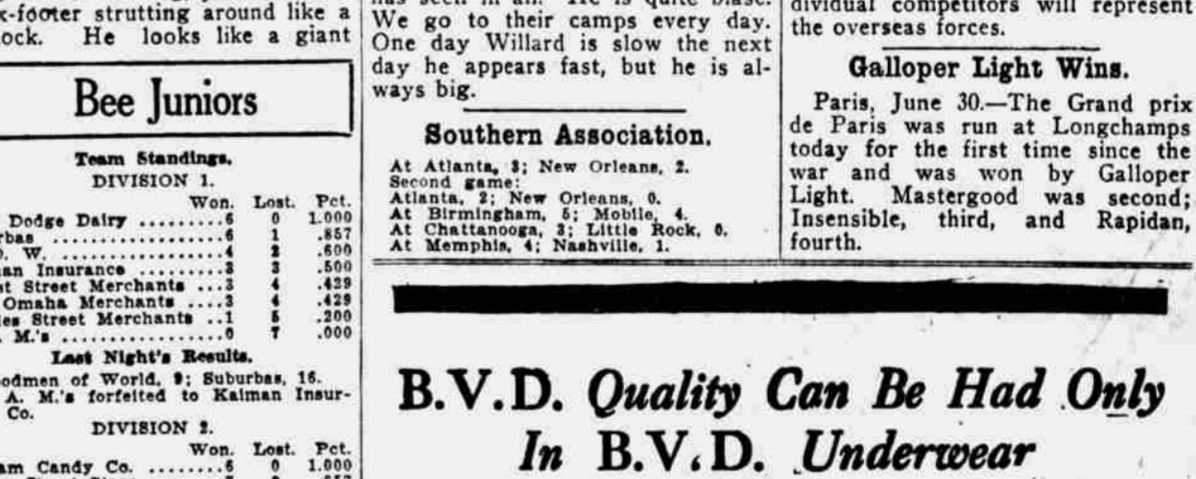 x-footer strutting around like a
ock. He looks like a giant
Bee Juniors
Team Standings.
DIVISION 1.
Won. Lost. Pct.
Dodge Dairy .........6 0 1.000
rbas ..................6 1 .857
W. ..................4 2 .600
an Insurance .........3 3 .500
t Street Merchants ...3 4 .429
Omaha Merchants ....3 4 .429
es Street Merchants ..1 5 .200
M.'s .................0 7 .000
Last Night's Results.
odmen of World, 9; Suburbas, 16.
A. M.'s forfeited to Kalman Insur-
Co.
DIVISION 2.
Won. Lost. Pct.
am Candy Co. ........6 0 1.000
We go to their camps every day.
One day Willard is slow the next
day he appears fast, but he is al-
ways big.
Southern Association.
At Atlanta, 3; New Orleans, 2.
Second game:
Atlanta, 2; New Orleans, 0.
At Birmingham, 5; Mobile, 4.
At Chattanooga, 3; Little Rock, 0.
At Memphis, 4; Nashville, 1.
dividual competitors will represent
the overseas forces.
Galloper Light Wins.
Paris, June 30.—The Grand prix
de Paris was run at Longchamps
today for the first time since the
war and was won by Galloper
Light. Mastergood was second;
Insensible, third, and Rapidan,
fourth.
B.V.D. Quality Can Be Had Only
In B.V.D. Underwear